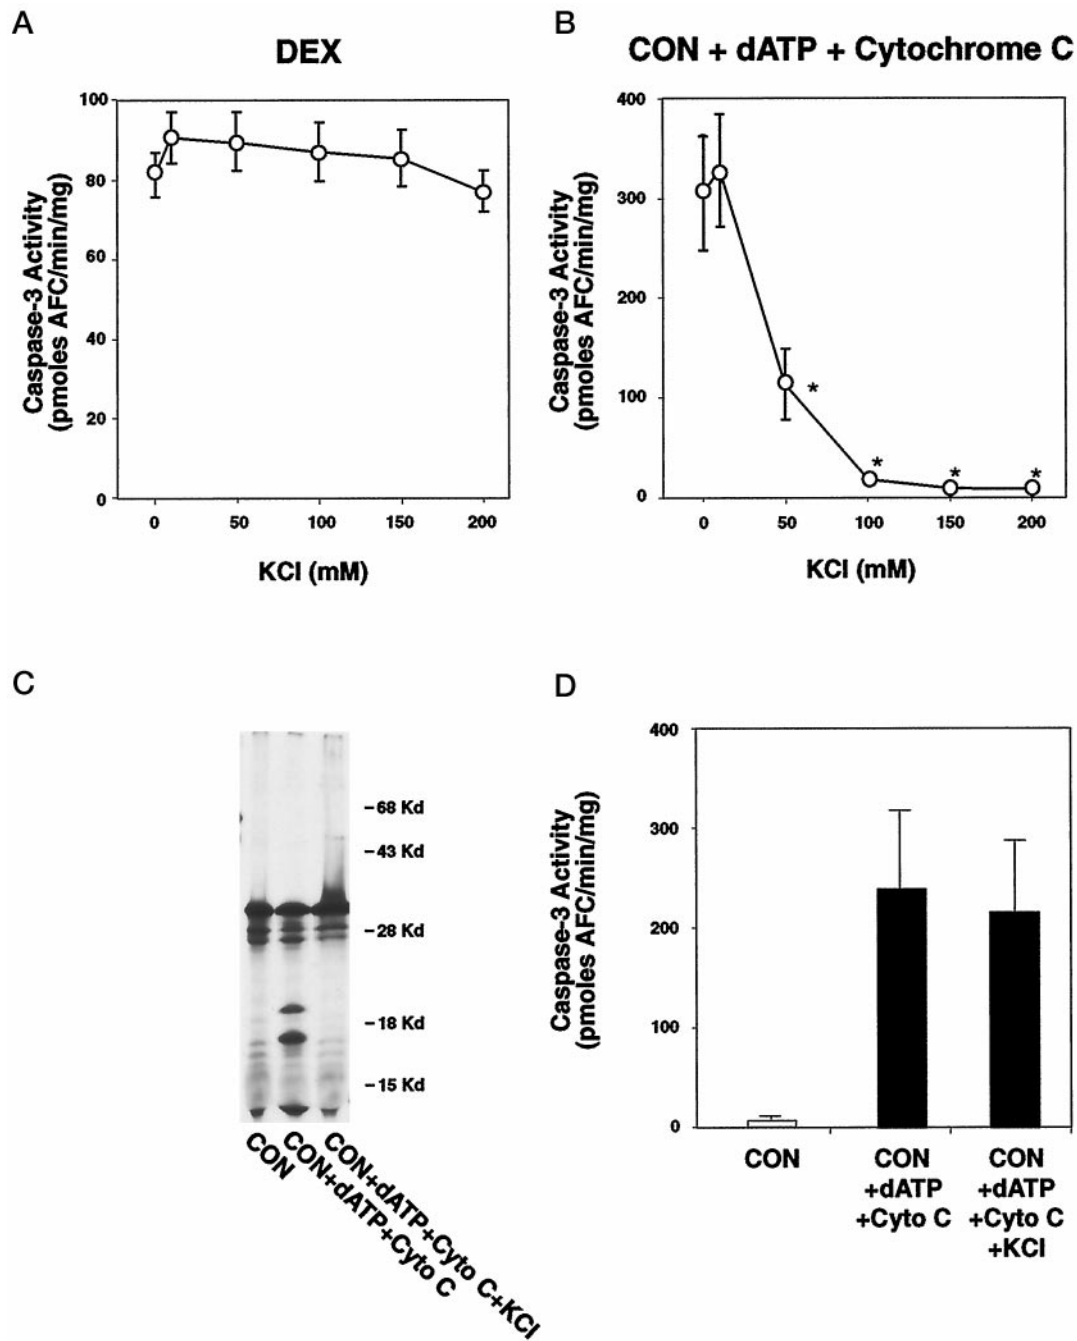 A
DEX
Caspase-3 Activity
(pmoles AFC/min/mg)
100
80
60
40
20
0
0 50 100 150 200
KCl (mM)
B
CON + dATP + Cytochrome C
Caspase-3 Activity
(pmoles AFC/min/mg)
400
300
200
100
0
*
*
*
*
0 50 100 150 200
KCl (mM)
C
-68 Kd
-43 Kd
-28 Kd
-18 Kd
-15 Kd
CON
CON+dATP+Cyto C
CON+dATP+Cyto C+KCl
D
Caspase-3 Activity
(pmoles AFC/min/mg)
400
300
200
100
0
CON
CON
+dATP
+Cyto C
CON
+dATP
+Cyto C
+KCl